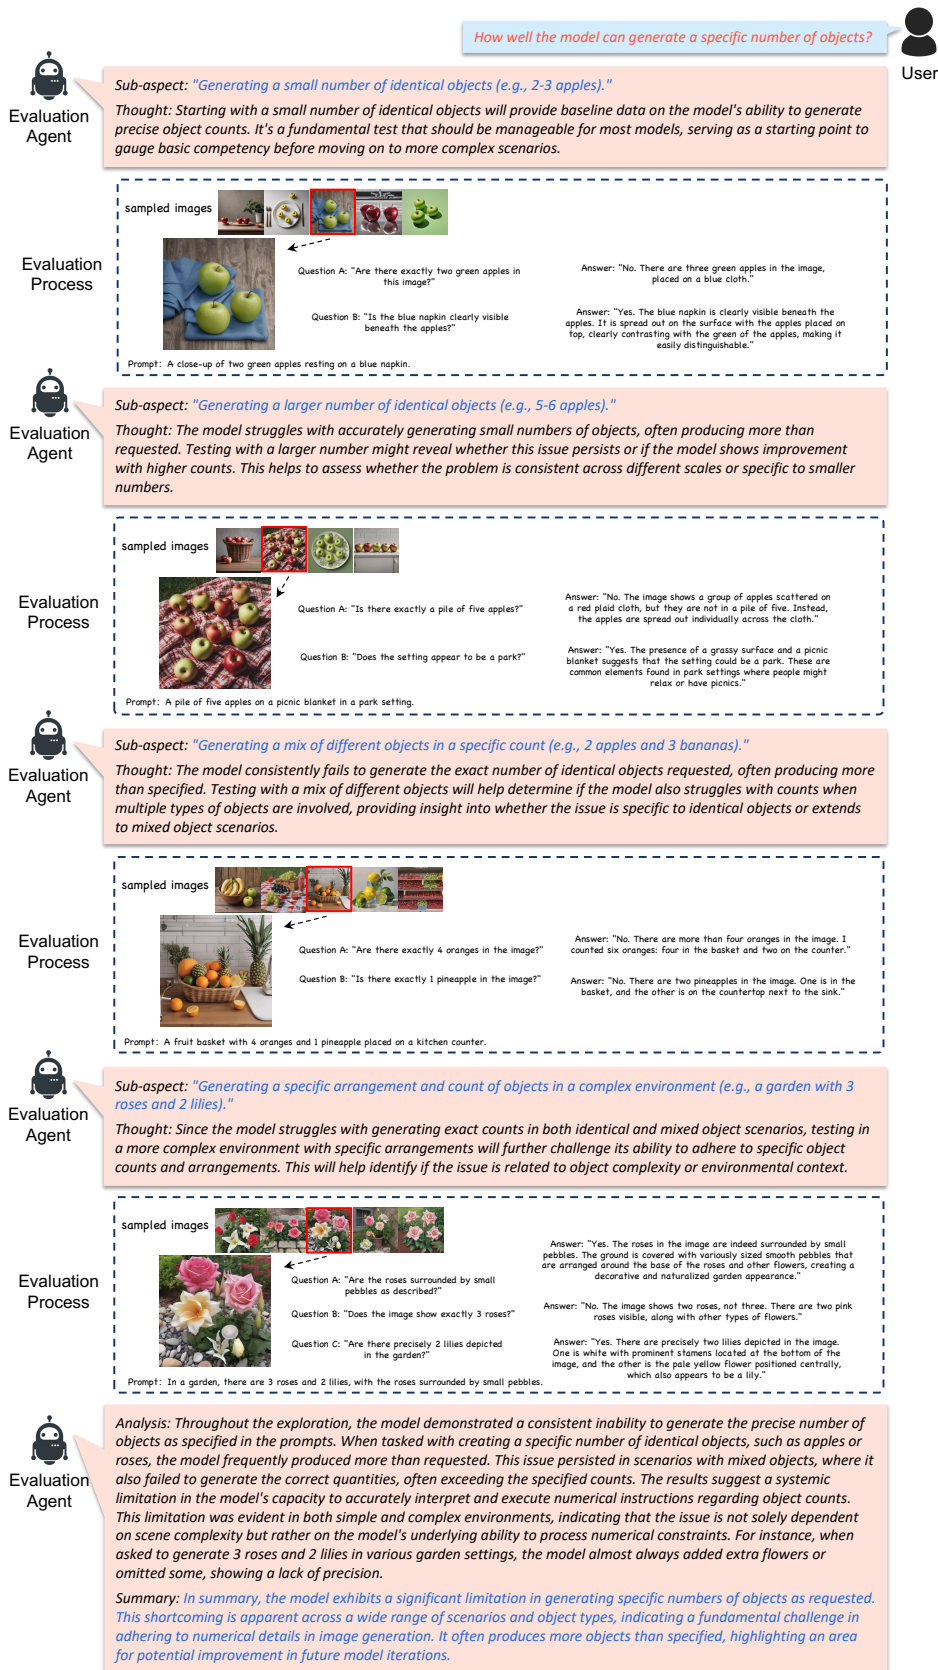 How well the model can generate a specific number of objects?
User
Evaluation
Agent
Sub-aspect: "Generating a small number of identical objects (e.g., 2-3 apples)."
Thought: Starting with a small number of identical objects will provide baseline data on the model's ability to generate
precise object counts. It's a fundamental test that should be manageable for most models, serving as a starting point to
gauge basic competency before moving on to more complex scenarios.
Evaluation
Process
sampled images
Question A: "Are there exactly two green apples in
this image?"
Answer: "No. There are three green apples in the image,
placed on a blue cloth."
Question B: "Is the blue napkin clearly visible
beneath the apples?"
Answer: "Yes. The blue napkin is clearly visible beneath the
apples. It is spread out on the surface with the apples placed on
top, clearly contrasting with the green of the apples, making it
easily distinguishable."
Prompt: A close-up of two green apples resting on a blue napkin.
Evaluation
Agent
Sub-aspect: "Generating a larger number of identical objects (e.g., 5-6 apples)."
Thought: The model struggles with accurately generating small numbers of objects, often producing more than
requested. Testing with a larger number might reveal whether this issue persists or if the model shows improvement
with higher counts. This helps to assess whether the problem is consistent across different scales or specific to smaller
numbers.
Evaluation
Process
sampled images
Question A: "Is there exactly a pile of five apples?"
Answer: "No. The image shows a group of apples scattered on
a red plaid cloth, but they are not in a pile of five. Instead,
the apples are spread out individually across the cloth."
Question B: "Does the setting appear to be a park?"
Answer: "Yes. The presence of a grassy surface and a picnic
blanket suggests that the setting could be a park. These are
common elements found in park settings where people might
relax or have picnics."
Prompt: A pile of five apples on a picnic blanket in a park setting.
Evaluation
Agent
Sub-aspect: "Generating a mix of different objects in a specific count (e.g., 2 apples and 3 bananas)."
Thought: The model consistently fails to generate the exact number of identical objects requested, often producing more
than specified. Testing with a mix of different objects will help determine if the model also struggles with counts when
multiple types of objects are involved, providing insight into whether the issue is specific to identical objects or extends
to mixed object scenarios.
Evaluation
Process
sampled images
Question A: "Are there exactly 4 oranges in the image?"
Answer: "No. There are more than four oranges in the image. I
counted six oranges: four in the basket and two on the counter."
Question B: "Is there exactly 1 pineapple in the image?"
Answer: "No. There are two pineapples in the image. One is in the
basket, and the other is on the countertop next to the sink."
Prompt: A fruit basket with 4 oranges and 1 pineapple placed on a kitchen counter.
Evaluation
Agent
Sub-aspect: "Generating a specific arrangement and count of objects in a complex environment (e.g., a garden with 3
roses and 2 lilies)."
Thought: Since the model struggles with generating exact counts in both identical and mixed object scenarios, testing in
a more complex environment with specific arrangements will further challenge its ability to adhere to specific object
counts and arrangements. This will help identify if the issue is related to object complexity or environmental context.
Evaluation
Process
sampled images
Question A: "Are the roses surrounded by small
pebbles as described?"
Answer: "Yes. The roses in the image are indeed surrounded by small
pebbles. The ground is covered with variously sized smooth pebbles that
are arranged around the base of the roses and other flowers, creating a
decorative and naturalized garden appearance."
Question B: "Does the image show exactly 3 roses?"
Answer: "No. The image shows two roses, not three. There are two pink
roses visible, along with other types of flowers."
Question C: "Are there precisely 2 lilies depicted
in the garden?"
Answer: "Yes. There are precisely two lilies depicted in the image.
One is white with prominent stamens located at the bottom of the
image, and the other is the pale yellow flower positioned centrally,
which also appears to be a lily."
Prompt: In a garden, there are 3 roses and 2 lilies, with the roses surrounded by small pebbles.
Evaluation
Agent
Analysis: Throughout the exploration, the model demonstrated a consistent inability to generate the precise number of
objects as specified in the prompts. When tasked with creating a specific number of identical objects, such as apples or
roses, the model frequently produced more than requested. This issue persisted in scenarios with mixed objects, where it
also failed to generate the correct quantities, often exceeding the specified counts. The results suggest a systemic
limitation in the model's capacity to accurately interpret and execute numerical instructions regarding object counts.
This limitation was evident in both simple and complex environments, indicating that the issue is not solely dependent
on scene complexity but rather on the model's underlying ability to process numerical constraints. For instance, when
asked to generate 3 roses and 2 lilies in various garden settings, the model almost always added extra flowers or
omitted some, showing a lack of precision.
Summary: In summary, the model exhibits a significant limitation in generating specific numbers of objects as requested.
This shortcoming is apparent across a wide range of scenarios and object types, indicating a fundamental challenge in
adhering to numerical details in image generation. It often produces more objects than specified, highlighting an area
for potential improvement in future model iterations.